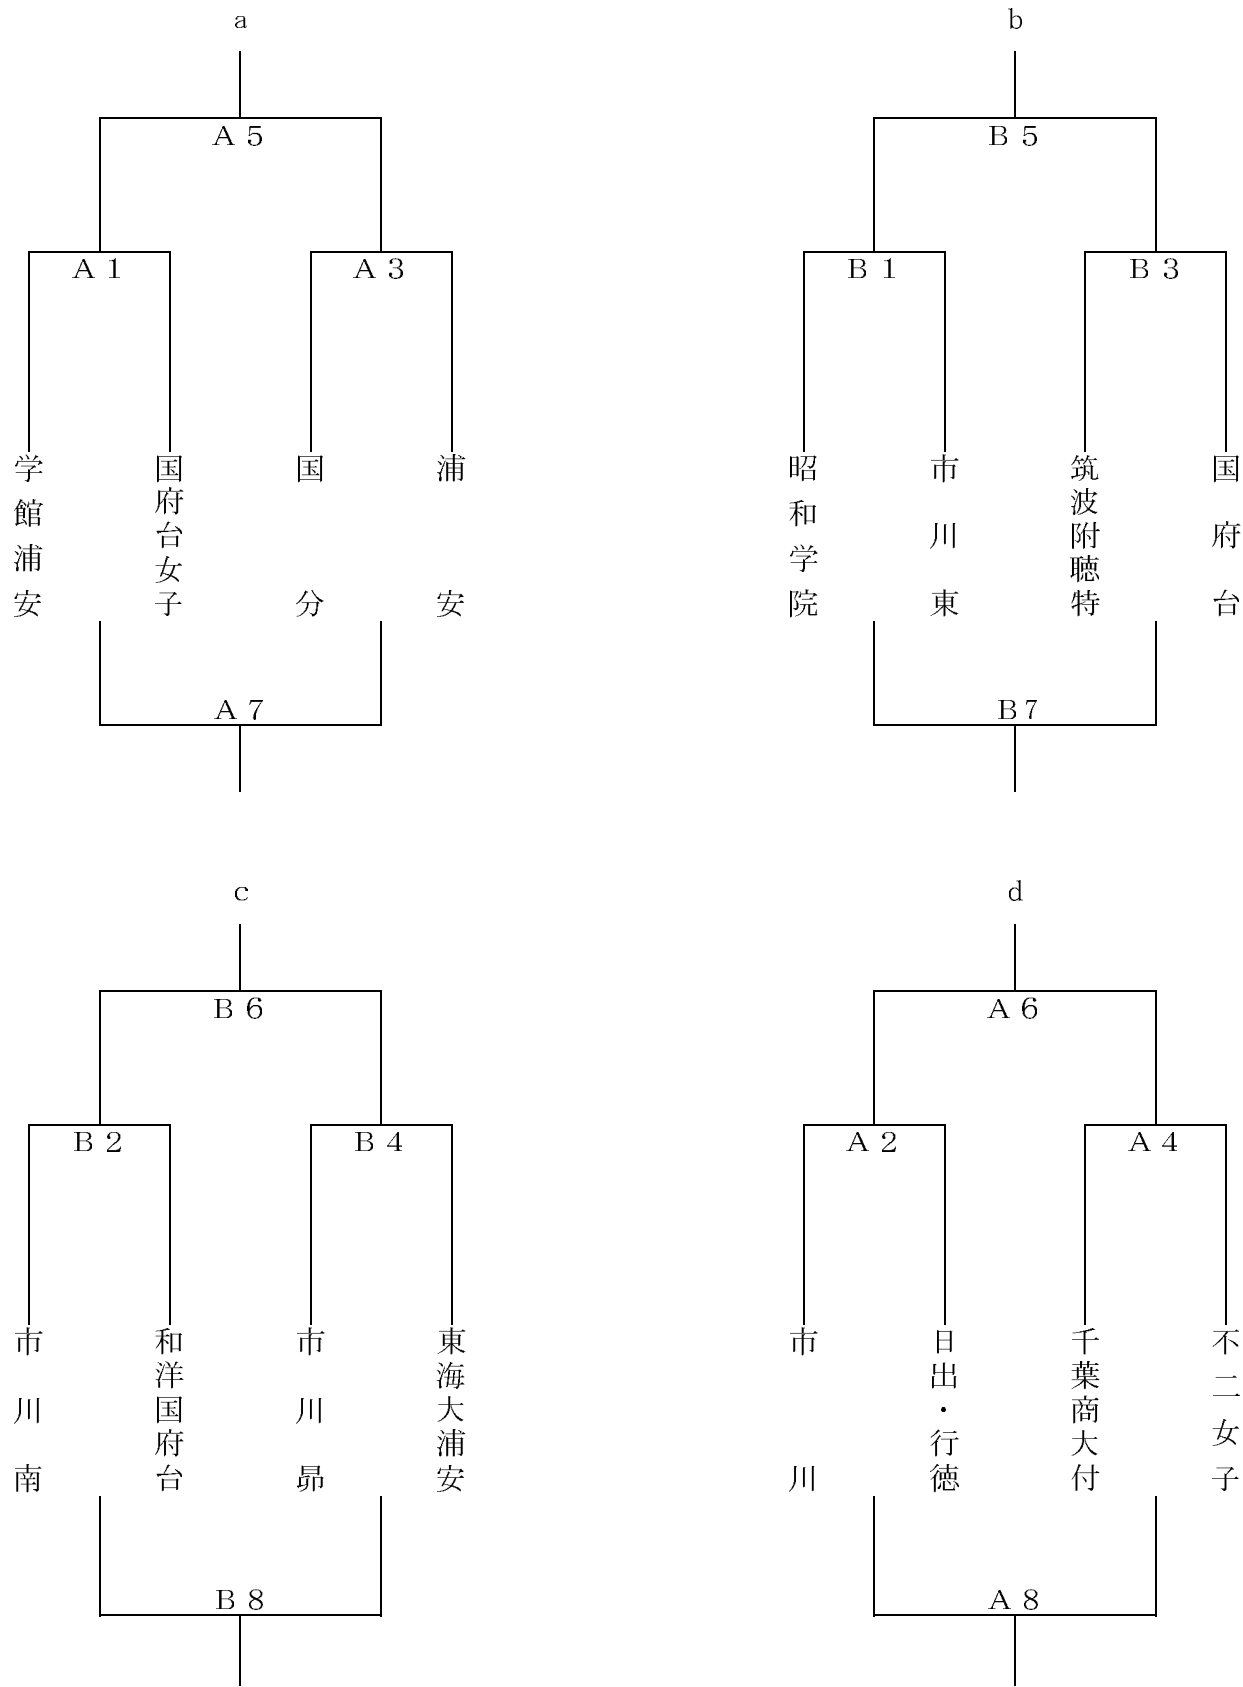 a
b
A 5
B 5
A 1
A 3
B 1
B 3
学館浦安
国府台女子
国分
浦安
昭和学院
市川東
筑波附聴特
国府台
A 7
B 7
c
d
B 6
A 6
B 2
B 4
A 2
A 4
市川南
和洋国府台
市川昴
東海大浦安
市川
日出・行徳
千葉商大付
不二女子
B 8
A 8